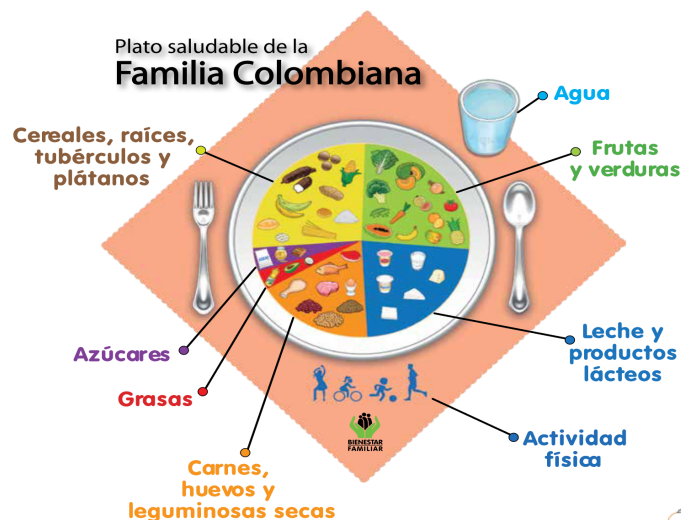 Plato saludable de la
Familia Colombiana
Agua
Cereales, raíces,
tubérculos y
plátanos
Frutas
y verduras
Azúcares
Leche y
productos
lácteos
Grasas
BIENESTAR
FAMILIAR
Actividad
física
Carnes,
huevos y
leguminosas secas